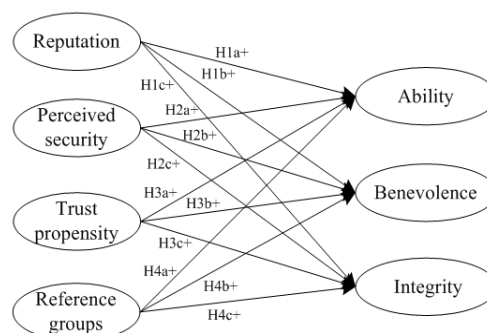 Reputation
Perceived
security
Trust
propensity
Reference
groups
H1a+
H1b+
H1c+
H2a+
H2b+
H2c+
H3a+
H3b+
H3c+
H4a+
H4b+
H4c+
Ability
Benevolence
Integrity